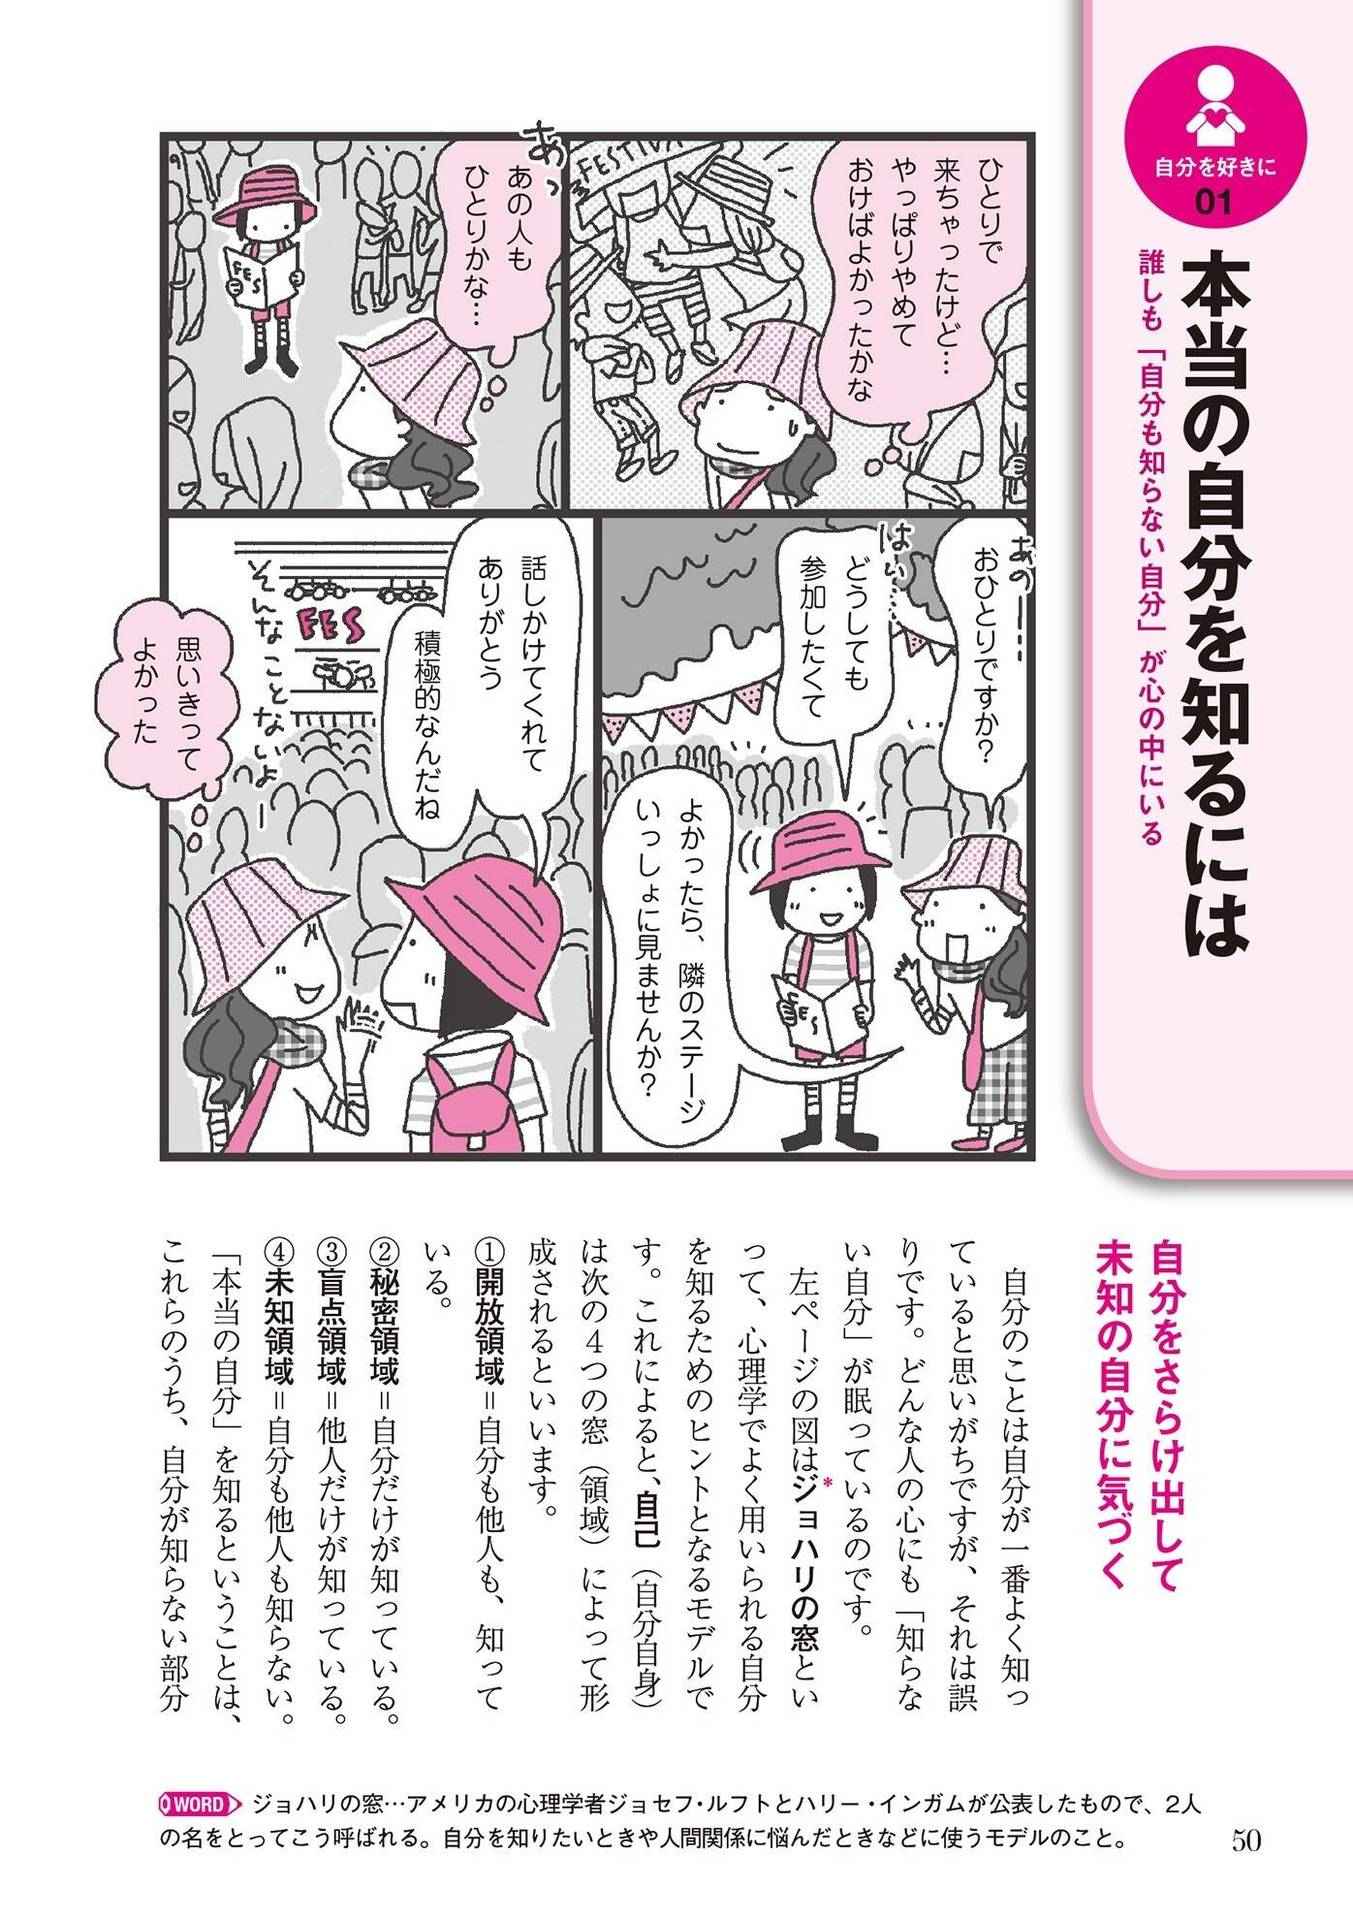 自分を好きに
01
本当の自分を知るには
誰しも「自分も知らない自分」が心の中にいる
ひとりで
来ちゃったけど…
やっぱりやめて
おけばよかったかな
FESTIV
あっ
あの人も
ひとりかな…
FES
あのー
おひとりですか?
はい…
どうしても
参加したくて
よかったら、隣のステージ
いっしょに見ませんか?
FES
話しかけてくれて
ありがとう
積極的なんだね
FES
そんなことないよー
思いきって
よかった
自分をさらけ出して
未知の自分に気づく
自分のことは自分が一番よく知っ
ていると思いがちですが、それは誤
りです。どんな人の心にも「知らな
い自分」が眠っているのです。
左ページの図はジョハリの窓とい
*
って、心理学でよく用いられる自分
を知るためのヒントとなるモデルで
す。これによると、自己(自分自身)
は次の4つの窓(領域)によって形
成されるといいます。
①開放領域=自分も他人も、知って
いる。
②秘密領域=自分だけが知っている。
③盲点領域=他人だけが知っている。
④未知領域=自分も他人も知らない。
「本当の自分」を知るということは、
これらのうち、自分が知らない部分
WORD ジョハリの窓…アメリカの心理学者ジョセフ・ルフトとハリー・インガムが公表したもので、2人
の名をとってこう呼ばれる。自分を知りたいときや人間関係に悩んだときなどに使うモデルのこと。
50